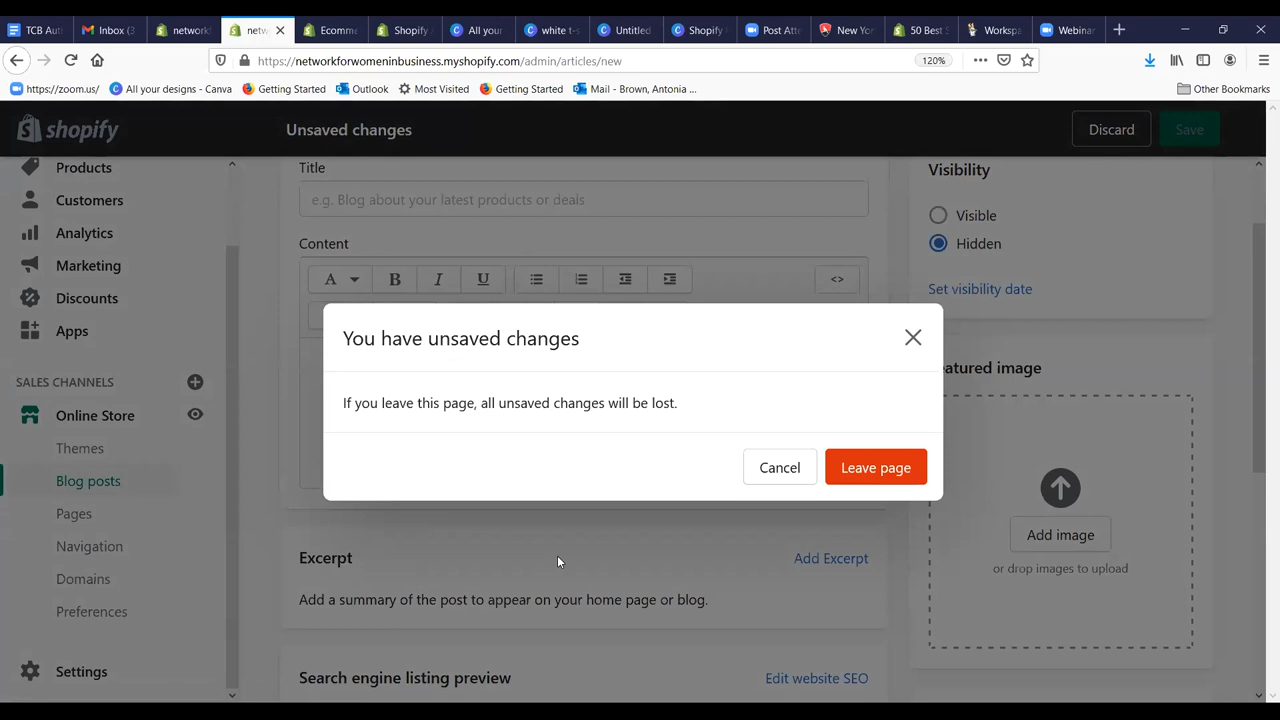 TCB Aut
Inbox (3
network
netw
Ecomme
Shopify
All your
white t-s
Untitled
Shopify
Post Atte
New Yor
50 Best S
Workspa
Webinar
https://networkforwomeninbusiness.myshopify.com/admin/articles/new
120%
https://zoom.us/
All your designs - Canva
Getting Started
Outlook
Most Visited
Getting Started
Mail - Brown, Antonia ...
Other Bookmarks
shopify
Unsaved changes
Discard
Save
Products
Customers
Analytics
Marketing
Discounts
Apps
SALES CHANNELS
Online Store
Themes
Blog posts
Pages
Navigation
Domains
Preferences
Settings
Title
e.g. Blog about your latest products or deals
Content
A
B
I
U
<>
You have unsaved changes
If you leave this page, all unsaved changes will be lost.
Cancel
Leave page
Excerpt
Add Excerpt
Add a summary of the post to appear on your home page or blog.
Search engine listing preview
Edit website SEO
Visibility
Visible
Hidden
Set visibility date
eatured image
Add image
or drop images to upload